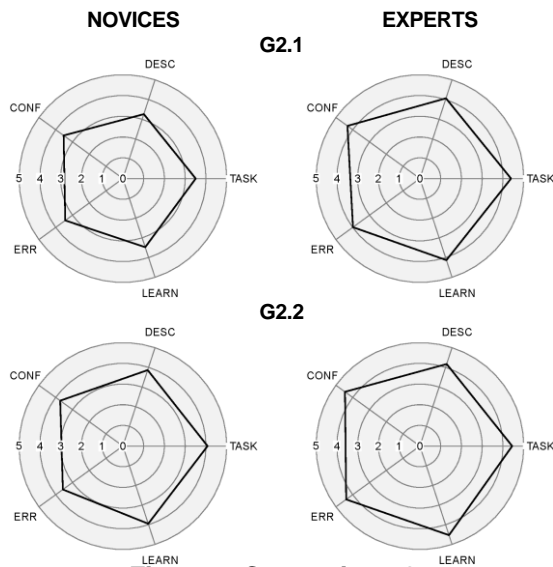 NOVICES EXPERTS
G2.1
DESC DESC
CONF CONF
5 4 3 2 1 0 TASK 5 4 3 2 1 0 TASK
ERR ERR
LEARN LEARN
G2.2
DESC DESC
CONF CONF
5 4 3 2 1 0 TASK 5 4 3 2 1 0 TASK
ERR ERR
LEARN LEARN